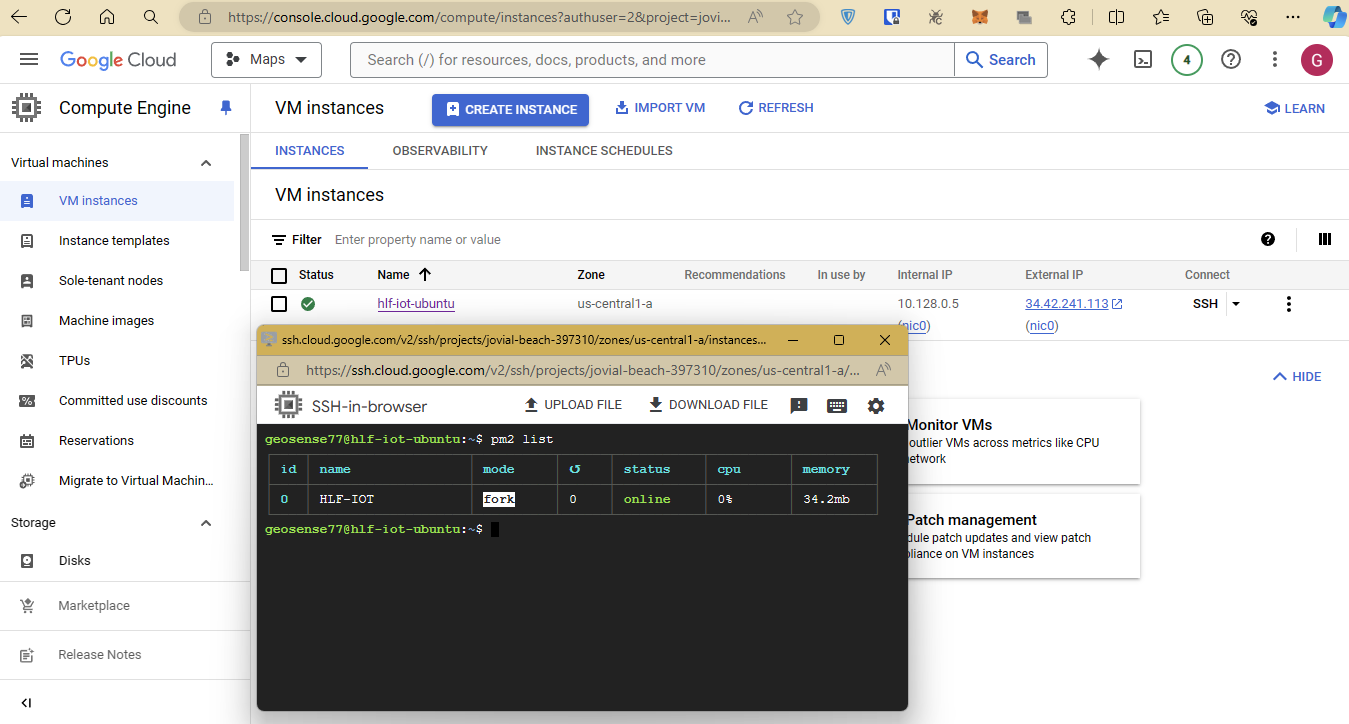 https://console.cloud.google.com/compute/instances?authuser=2&project=jovi...
Google Cloud
Maps
Search (/) for resources, docs, products, and more
Search
4
G
Compute Engine
VM instances
CREATE INSTANCE
IMPORT VM
REFRESH
LEARN
Virtual machines
VM instances
Instance templates
Sole-tenant nodes
Machine images
TPUs
Committed use discounts
Reservations
Migrate to Virtual Machin...
Storage
Disks
Marketplace
Release Notes
INSTANCES OBSERVABILITY INSTANCE SCHEDULES
VM instances
Filter Enter property name or value
Status Name Zone Recommendations In use by Internal IP External IP Connect
hlf-iot-ubuntu us-central1-a 10.128.0.5 34.42.241.113 SSH
(nic0) (nic0)
HIDE
Monitor VMs
outlier VMs across metrics like CPU
etwork
Patch management
dule patch updates and view patch
liance on VM instances
ssh.cloud.google.com/v2/ssh/projects/jovial-beach-397310/zones/us-central1-a/instances...
https://ssh.cloud.google.com/v2/ssh/projects/jovial-beach-397310/zones/us-central1-a/...
SSH-in-browser UPLOAD FILE DOWNLOAD FILE
geosense77@hlf-iot-ubuntu:~$ pm2 list
id name mode ↺ status cpu memory
0 HLF-IOT fork 0 online 0% 34.2mb
geosense77@hlf-iot-ubuntu:~$